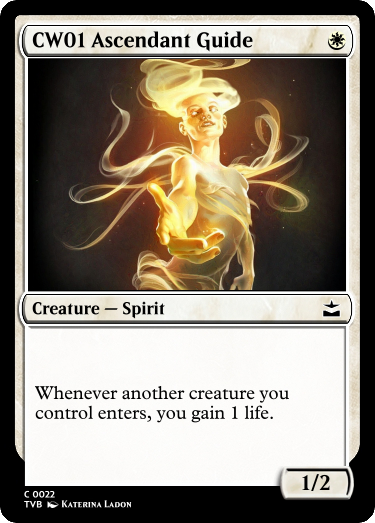 CW01 Ascendant Guide
Creature — Spirit
Whenever another creature you
control enters, you gain 1 life.
1/2
C 0022
TVB Katerina Ladon